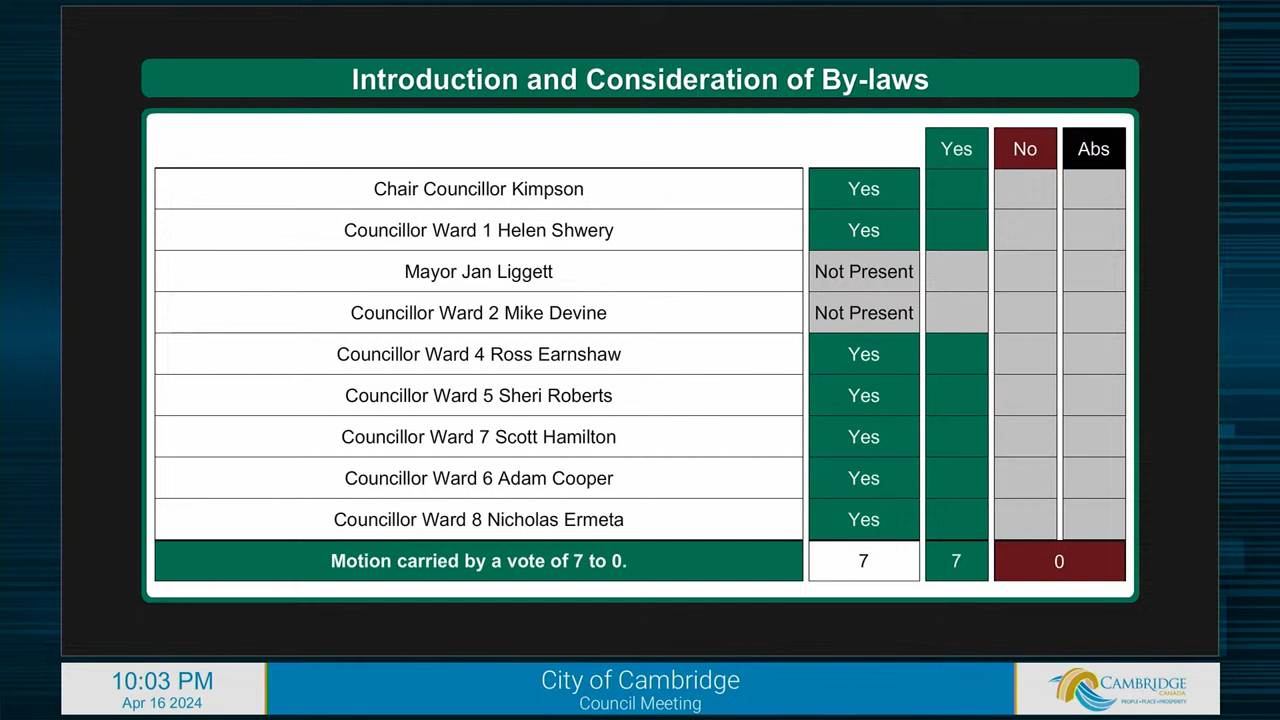 Introduction and Consideration of By-laws
Yes No Abs
Chair Councillor Kimpson Yes
Councillor Ward 1 Helen Shwery Yes
Mayor Jan Liggett Not Present
Councillor Ward 2 Mike Devine Not Present
Councillor Ward 4 Ross Earnshaw Yes
Councillor Ward 5 Sheri Roberts Yes
Councillor Ward 7 Scott Hamilton Yes
Councillor Ward 6 Adam Cooper Yes
Councillor Ward 8 Nicholas Ermeta Yes
Motion carried by a vote of 7 to 0. 7 7 0
10:03 PM
Apr 16 2024
City of Cambridge
Council Meeting
CAMBRIDGE
CANADA
PEOPLE • PLACE • PROSPERITY